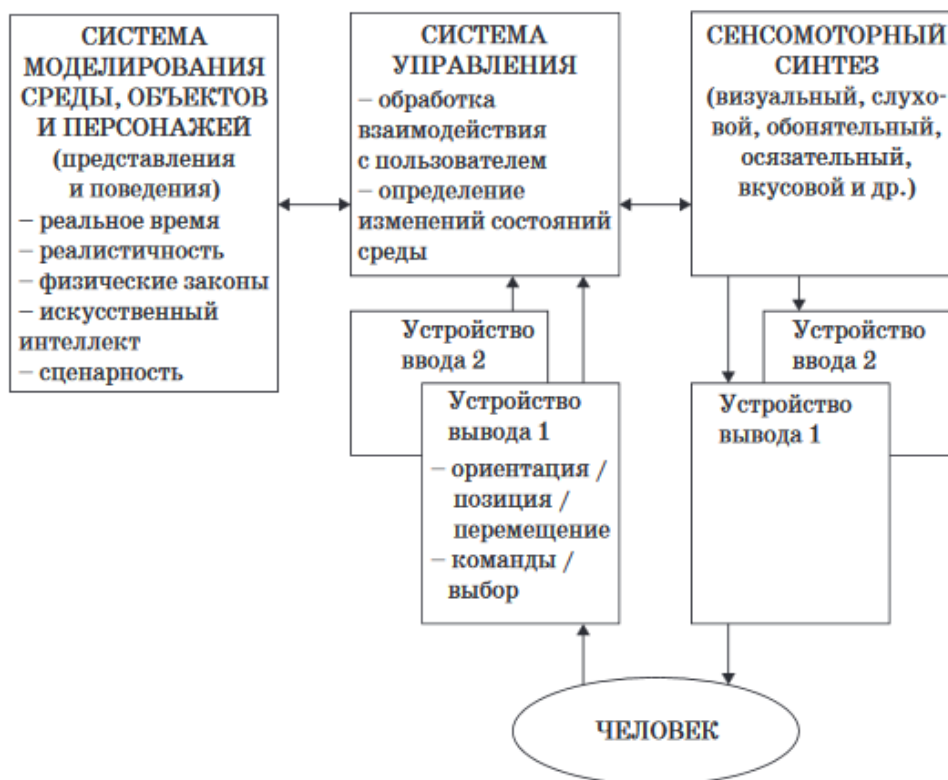 СИСТЕМА
МОДЕЛИРОВАНИЯ
СРЕДЫ, ОБЪЕКТОВ
И ПЕРСОНАЖЕЙ
(представления
и поведения)
– реальное время
– реалистичность
– физические законы
– искусственный
интеллект
– сценарность
СИСТЕМА
УПРАВЛЕНИЯ
– обработка
взаимодействия
с пользователем
– определение
изменений состояний
среды
СЕНСОМОТОРНЫЙ
СИНТЕЗ
(визуальный, слухо-
вой, обонятельный,
осязательный,
вкусовой и др.)
Устройство
ввода 2
Устройство
вывода 1
– ориентация /
позиция /
перемещение
– команды /
выбор
Устройство
ввода 2
Устройство
вывода 1
ЧЕЛОВЕК